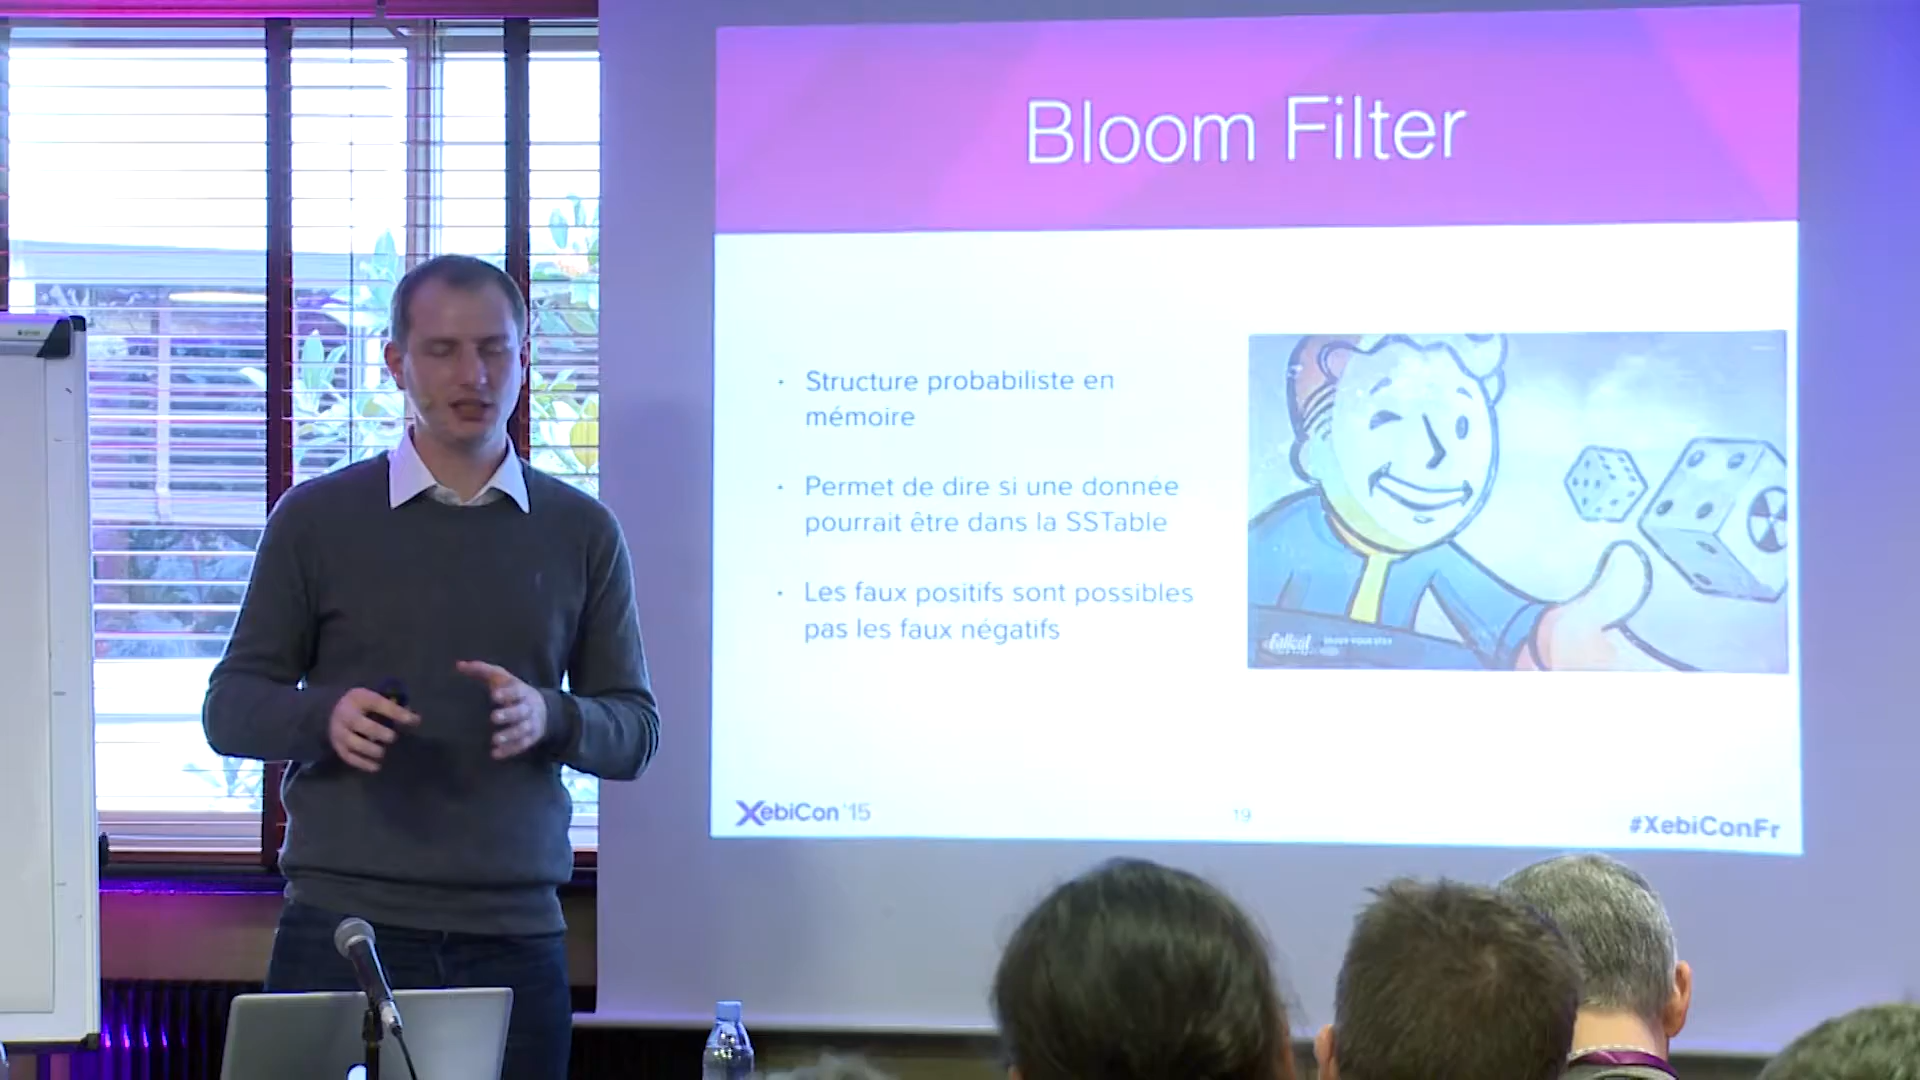 Bloom Filter
· Structure probabiliste en
mémoire
· Permet de dire si une donnée
pourrait être dans la SSTable
· Les faux positifs sont possibles
pas les faux négatifs
Fallout
XebiCon '15
19
#XebiConFr